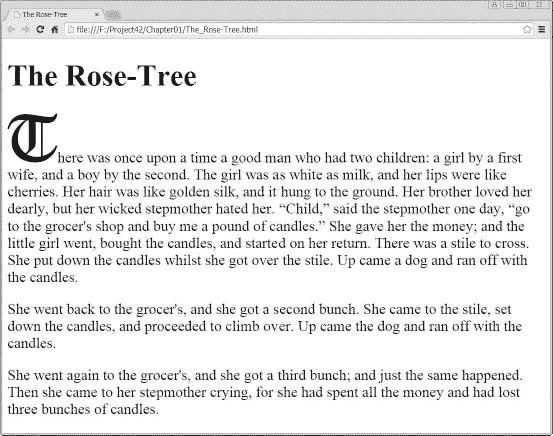 The Rose-Tree
file:///F:/Project42/Chapter01/The_Rose-Tree.html
The Rose-Tree
There was once upon a time a good man who had two children: a girl by a first
wife, and a boy by the second. The girl was as white as milk, and her lips were like
cherries. Her hair was like golden silk, and it hung to the ground. Her brother loved her
dearly, but her wicked stepmother hated her. “Child,” said the stepmother one day, “go
to the grocer's shop and buy me a pound of candles.” She gave her the money; and the
little girl went, bought the candles, and started on her return. There was a stile to cross.
She put down the candles whilst she got over the stile. Up came a dog and ran off with
the candles.
She went back to the grocer's, and she got a second bunch. She came to the stile, set
down the candles, and proceeded to climb over. Up came the dog and ran off with the
candles.
She went again to the grocer's, and she got a third bunch; and just the same happened.
Then she came to her stepmother crying, for she had spent all the money and had lost
three bunches of candles.